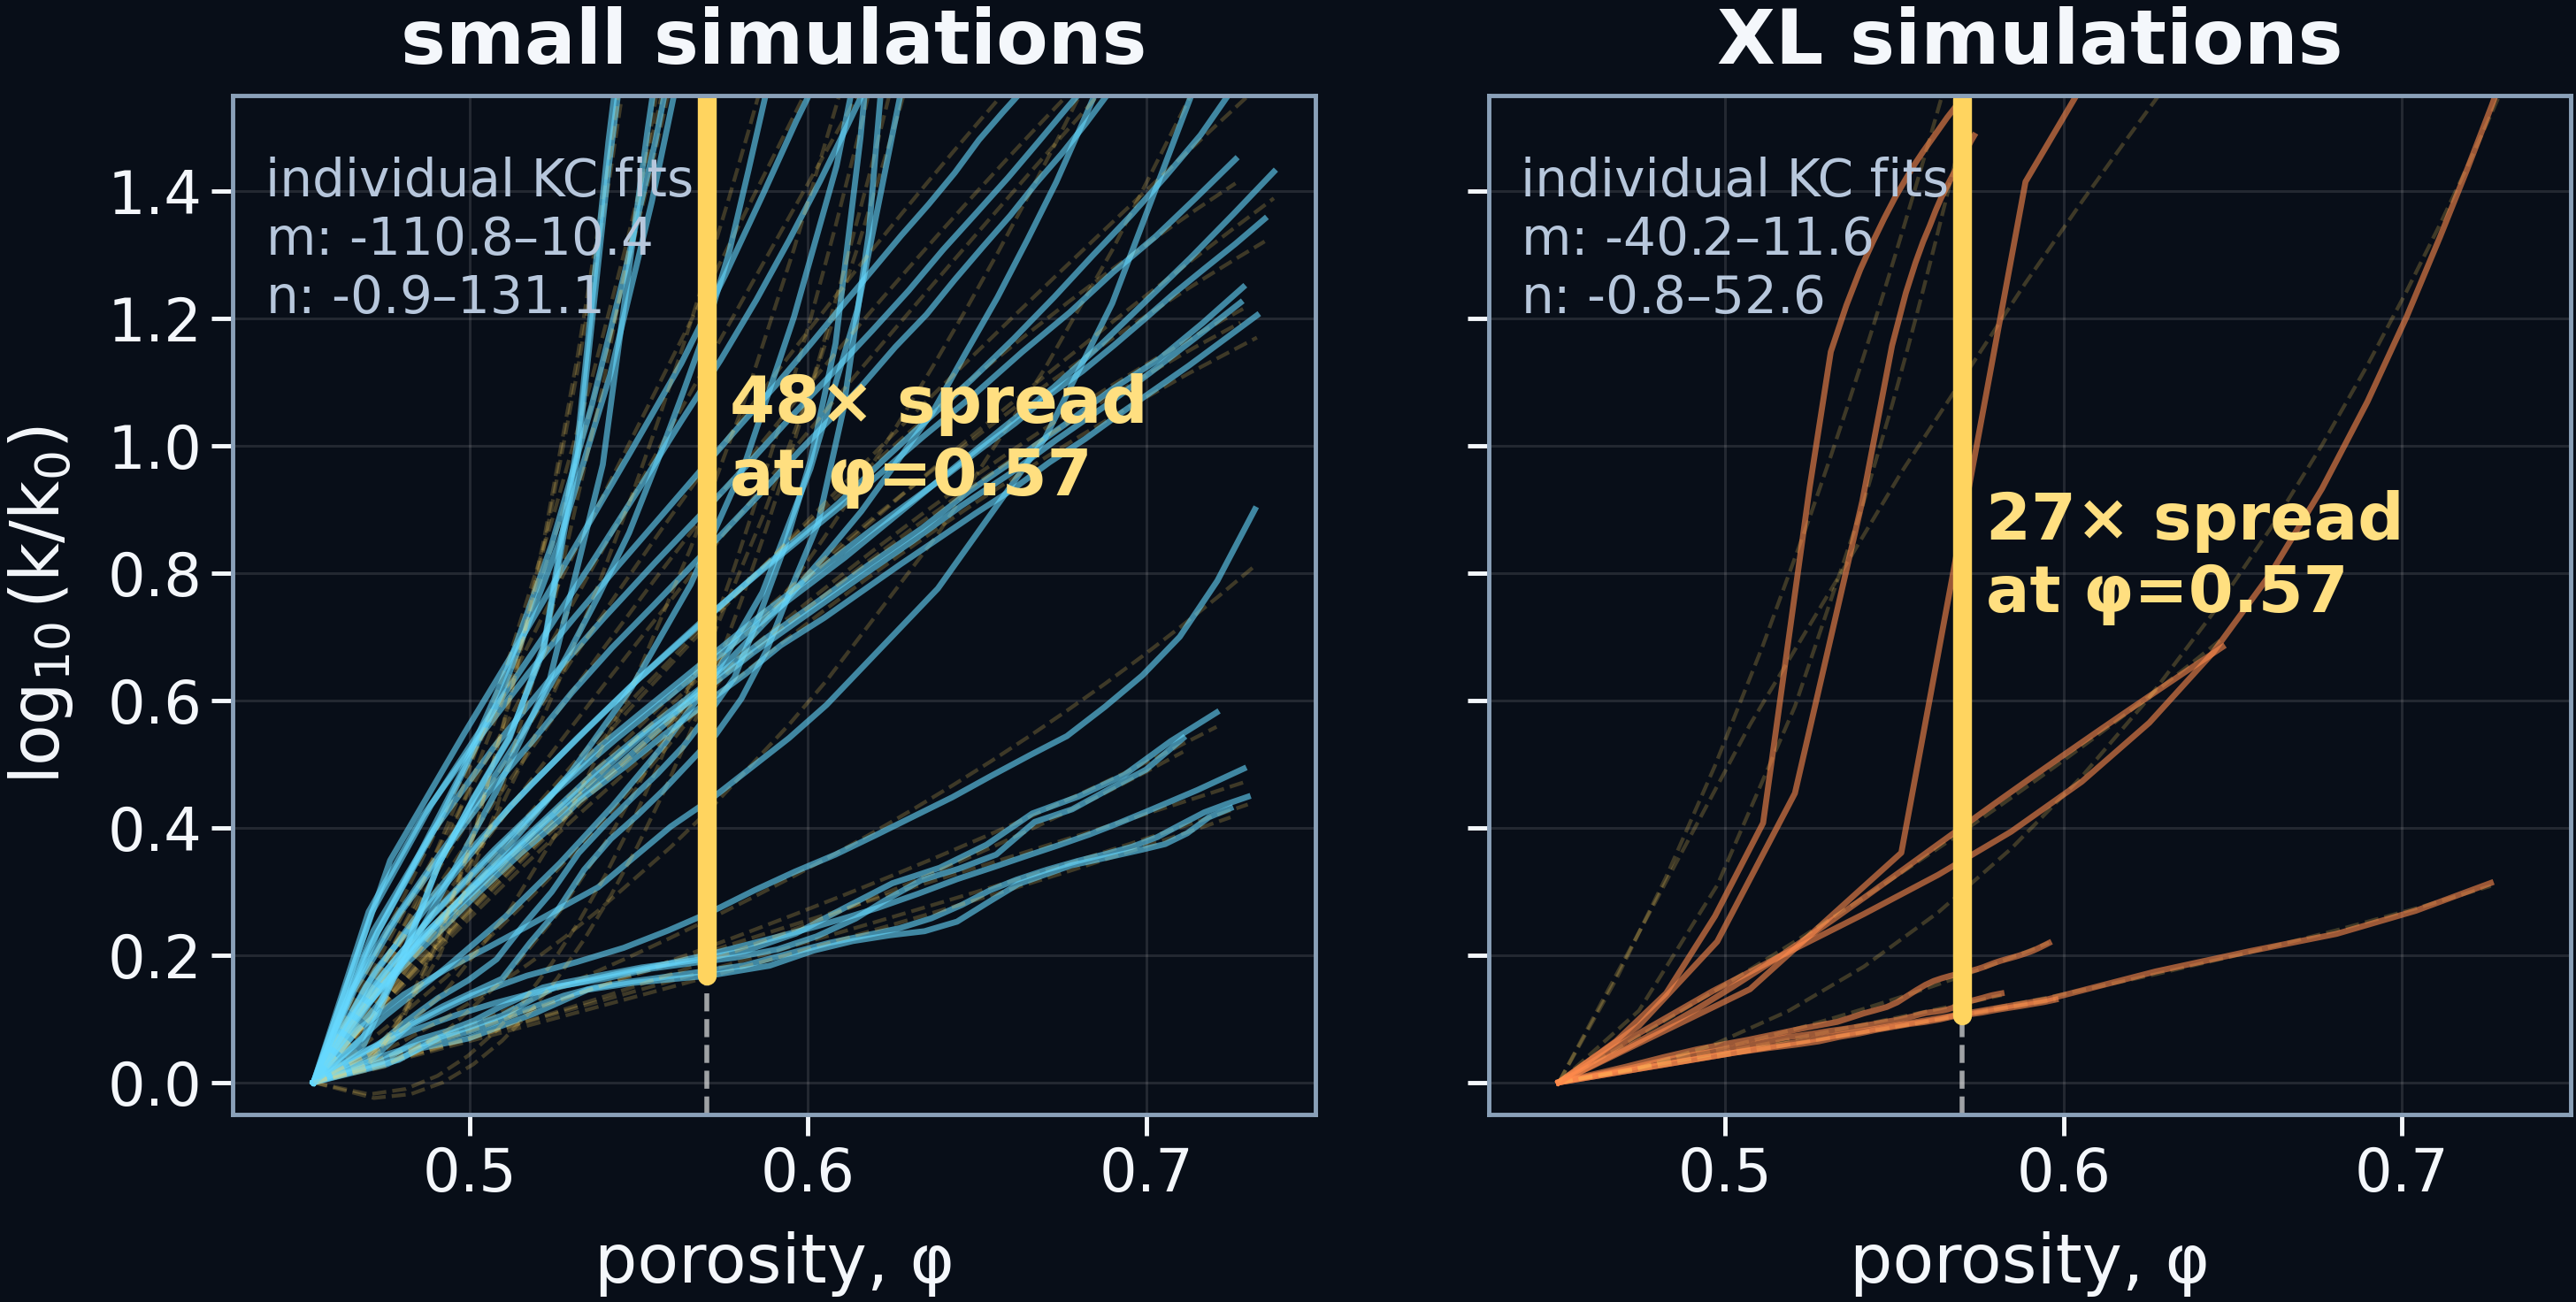 small simulations
XL simulations
log₁₀ (k/k₀)
1.4
1.2
1.0
0.8
0.6
0.4
0.2
0.0
individual KC fits
m: -110.8–10.4
n: -0.9–131.1
48× spread
at φ=0.57
0.5 0.6 0.7
porosity, φ
individual KC fits
m: -40.2–11.6
n: -0.8–52.6
27× spread
at φ=0.57
0.5 0.6 0.7
porosity, φ